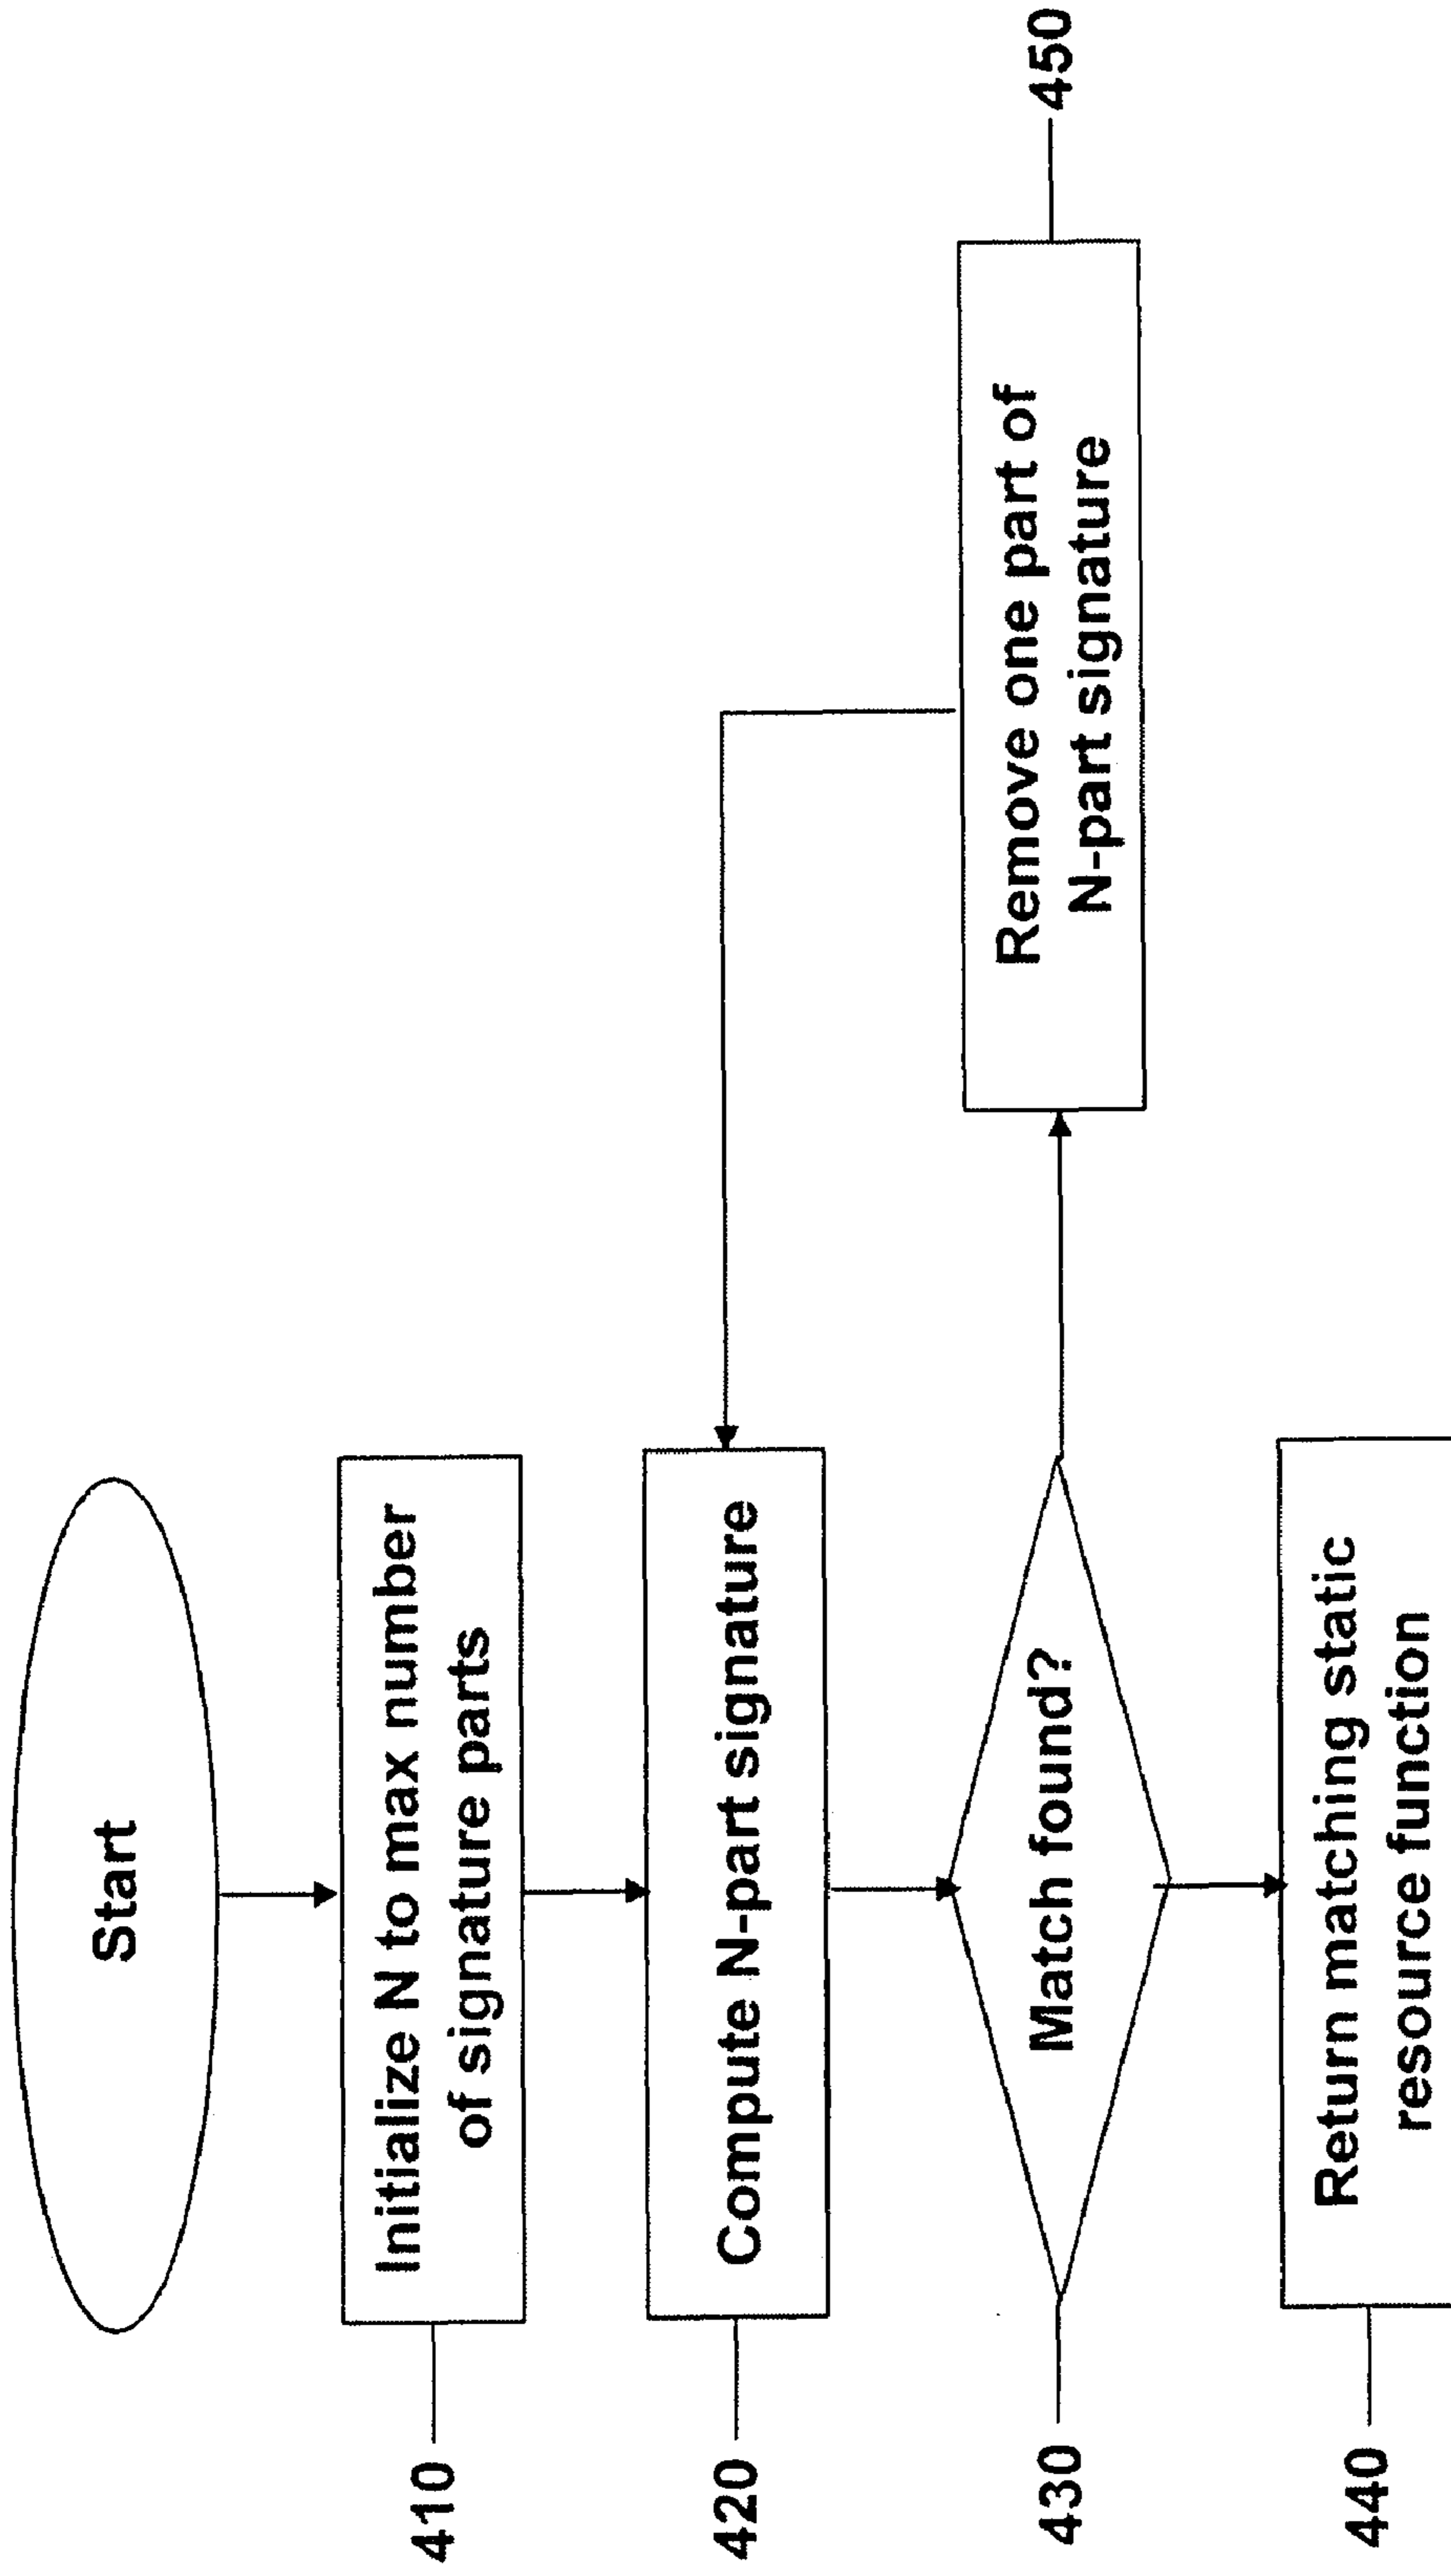 Start
410
Initialize N to max number
of signature parts
420
Compute N-part signature
430
Match found?
450
Remove one part of
N-part signature
440
Return matching static
resource function